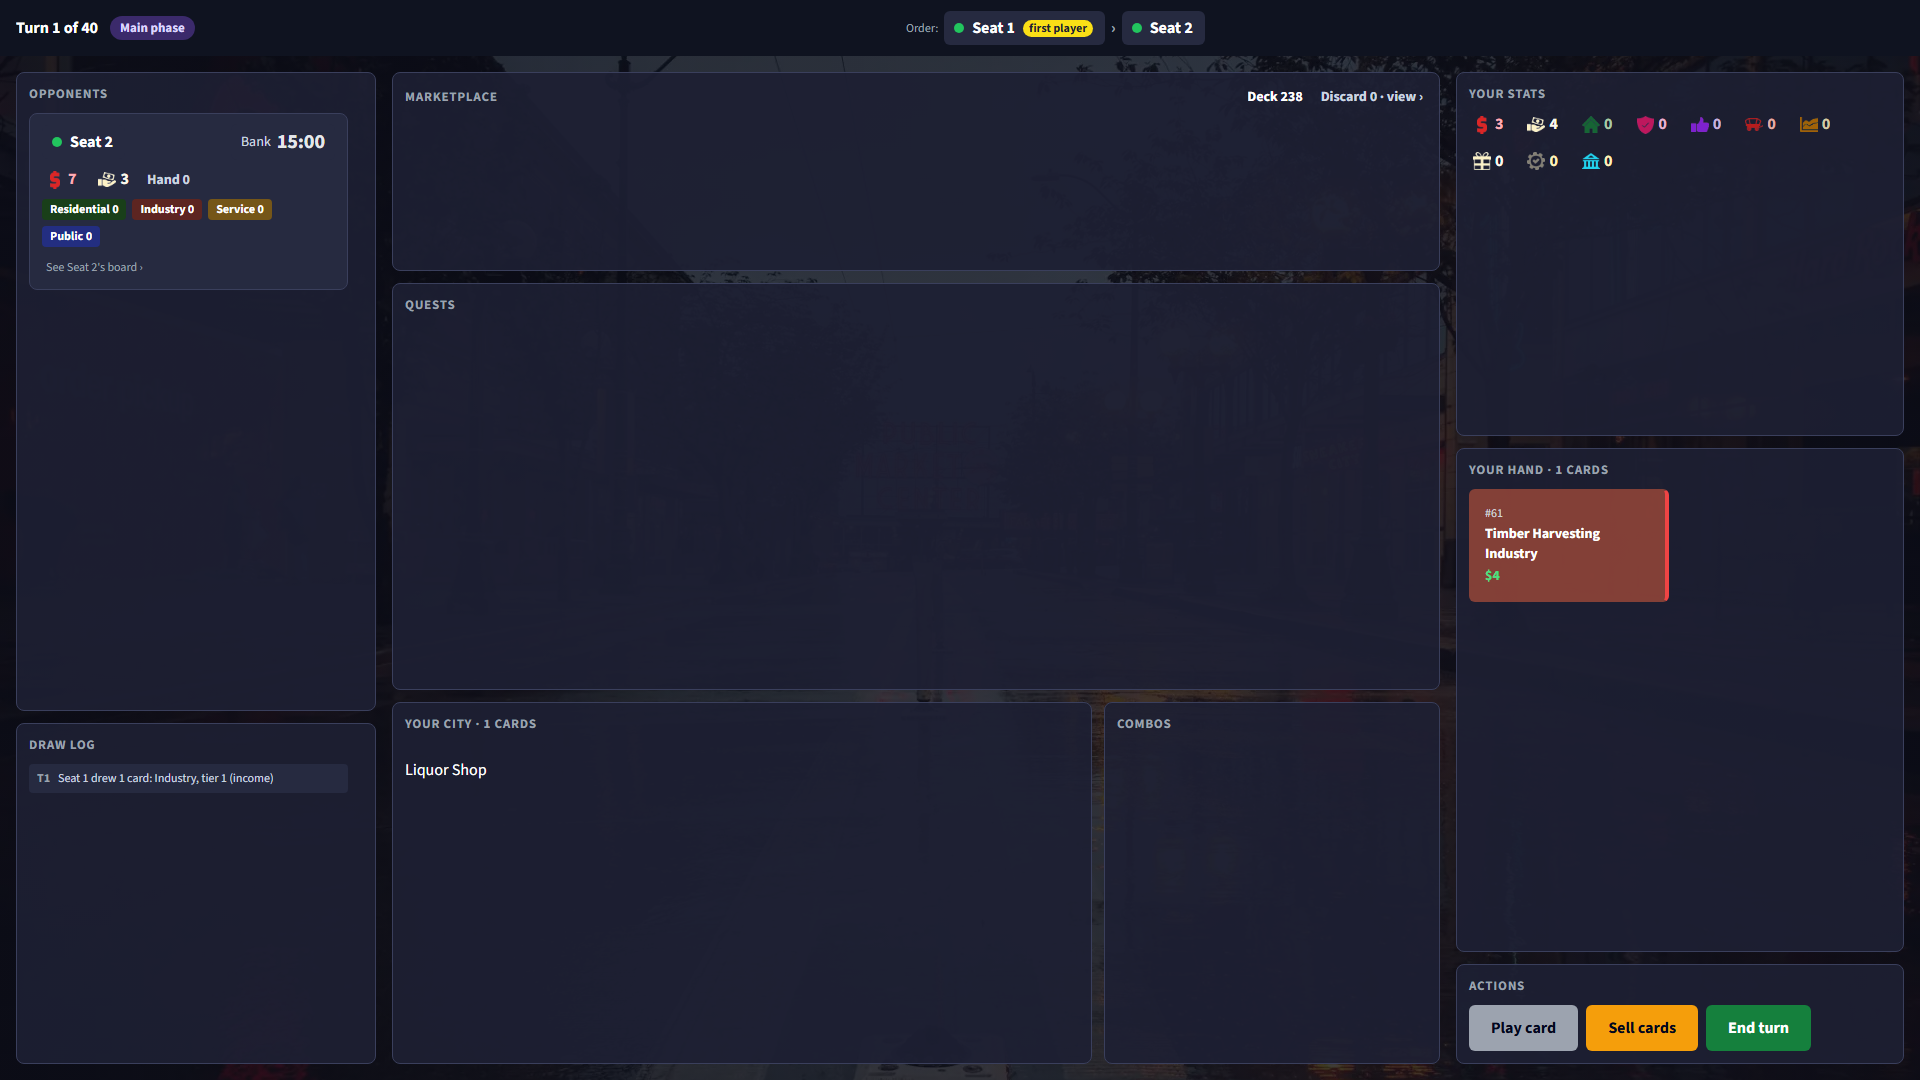 Turn 1 of 40 Main phase
Order: Seat 1 first player › Seat 2
OPPONENTS
Seat 2 Bank 15:00
7 3 Hand 0
Residential 0 Industry 0 Service 0
Public 0
See Seat 2's board ›
DRAW LOG
T1 Seat 1 drew 1 card: Industry, tier 1 (income)
MARKETPLACE Deck 238 Discard 0 · view ›
QUESTS
YOUR CITY · 1 CARDS
Liquor Shop
COMBOS
YOUR STATS
3 4 0 0 0 0 0
0 0 0
YOUR HAND · 1 CARDS
#61
Timber Harvesting
Industry
$4
ACTIONS
Play card Sell cards End turn